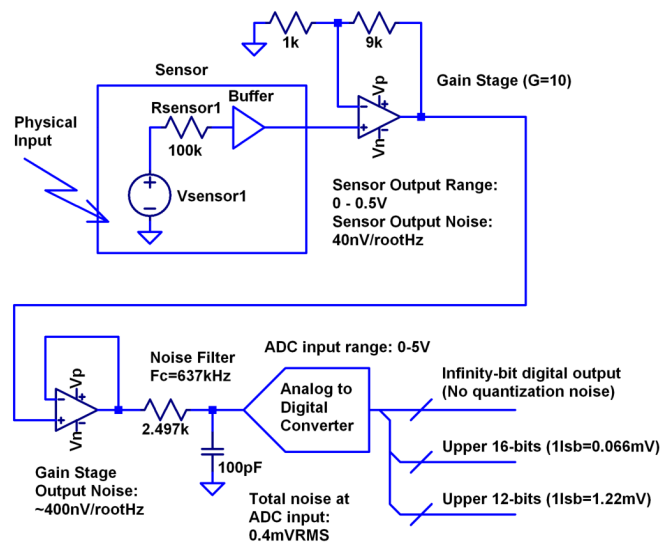 1k
9k
Sensor
Gain Stage (G=10)
Buffer
Rsensor1
Vp
Physical
Input
100k
Vn
Vsensor1
Sensor Output Range:
0 - 0.5V
Sensor Output Noise:
40nV/rootHz
ADC input range: 0-5V
Noise Filter
Fc=637kHz
Vp
Infinity-bit digital output
(No quantization noise)
Analog to
Digital
Converter
Vn
2.497k
Upper 16-bits (1lsb=0.066mV)
Gain Stage
Output Noise:
~400nV/rootHz
100pF
Total noise at
ADC input:
0.4mVRMS
Upper 12-bits (1lsb=1.22mV)